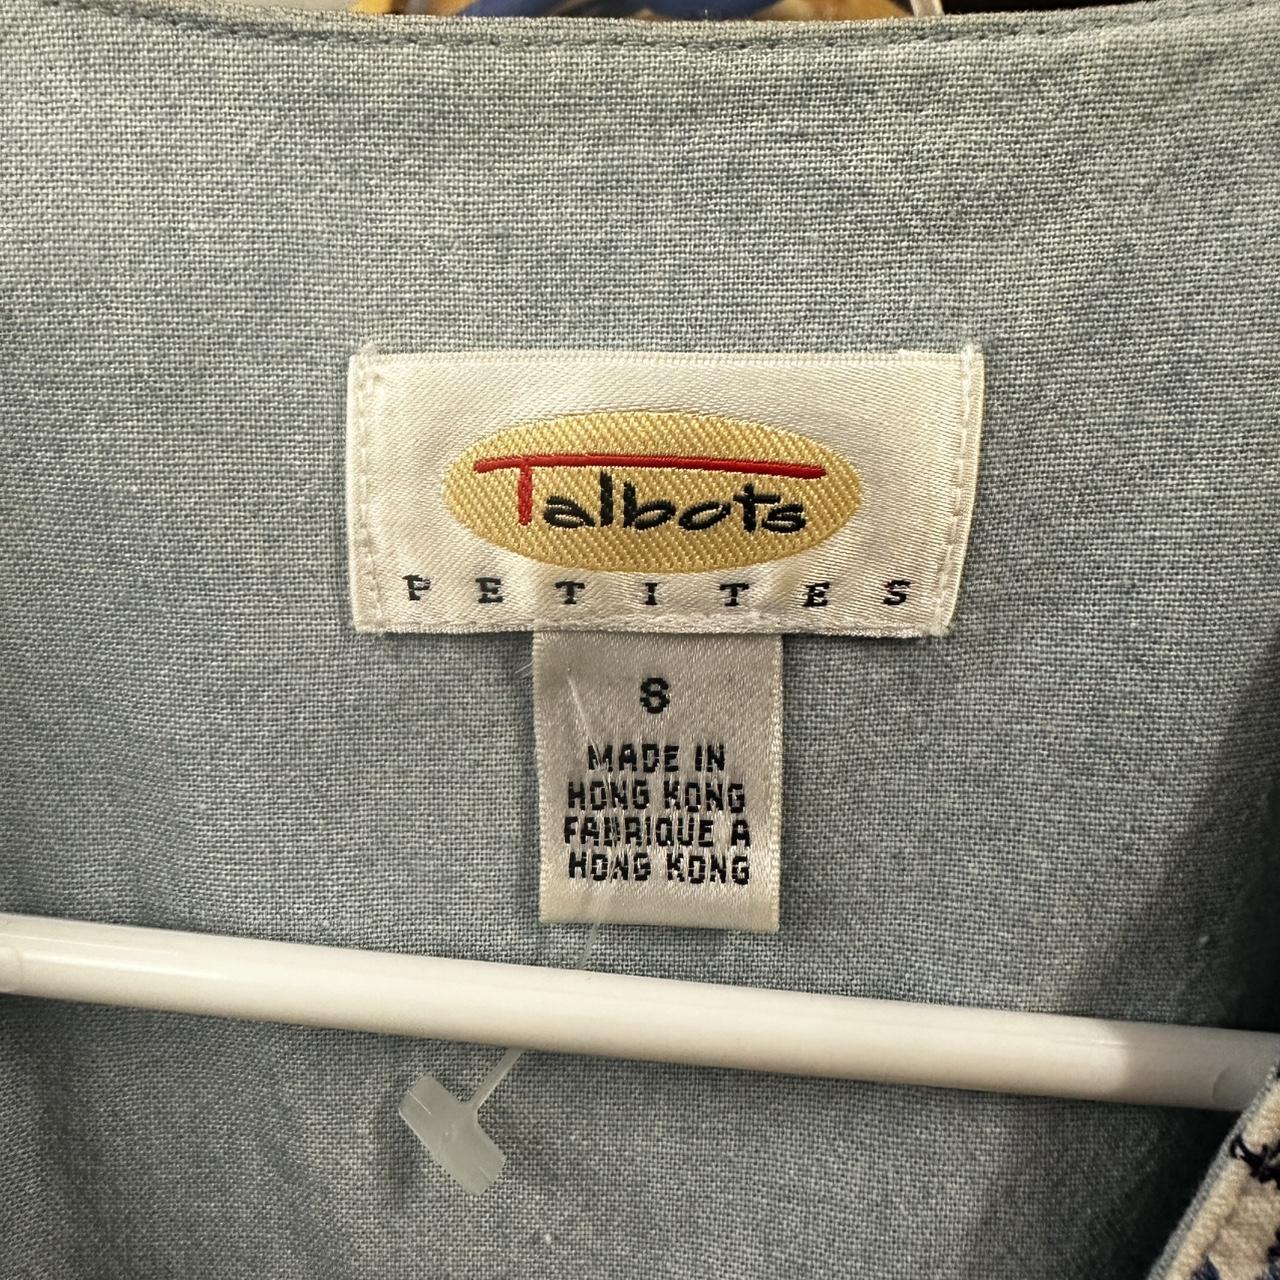 Talbots
PETITES
S
MADE IN
HONG KONG
FABRIQUE A
HONG KONG